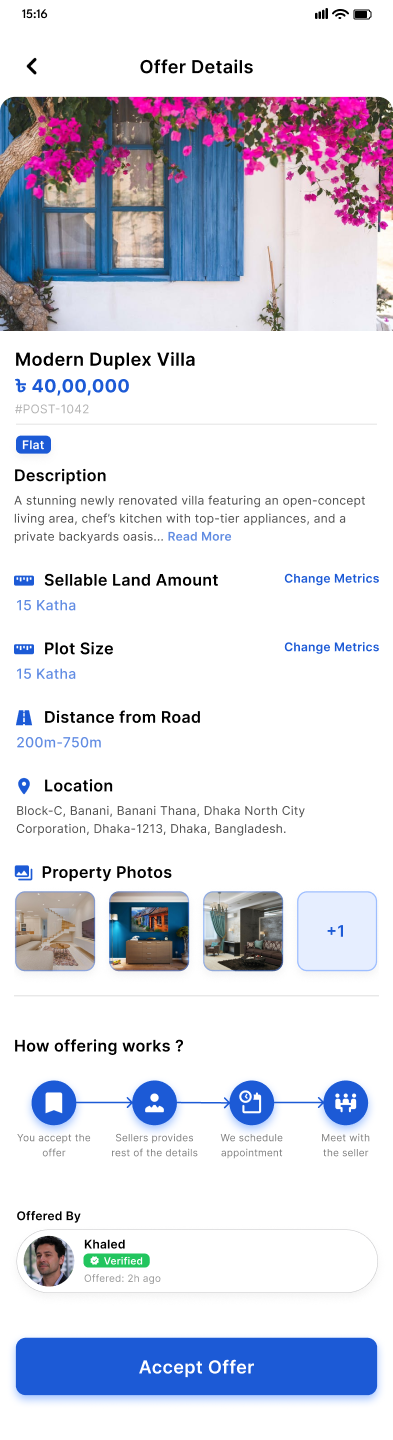 15:16
Offer Details
Modern Duplex Villa
৳ 40,00,000
#POST-1042
Flat
Description
A stunning newly renovated villa featuring an open-concept
living area, chef's kitchen with top-tier appliances, and a
private backyards oasis... Read More
Sellable Land Amount
Change Metrics
15 Katha
Plot Size
Change Metrics
15 Katha
Distance from Road
200m-750m
Location
Block-C, Banani, Banani Thana, Dhaka North City
Corporation, Dhaka-1213, Dhaka, Bangladesh.
Property Photos
+1
How offering works ?
You accept the
offer
Sellers provides
rest of the details
We schedule
appointment
Meet with
the seller
Offered By
Khaled
Verified
Offered: 2h ago
Accept Offer